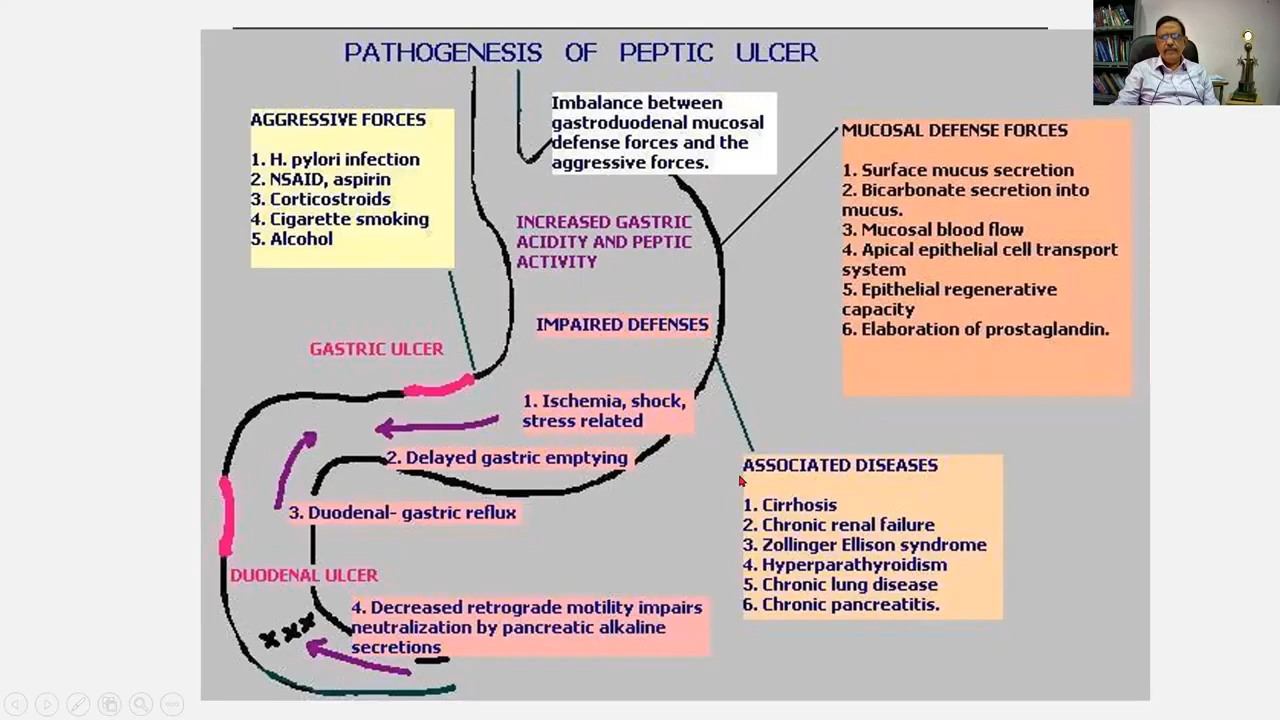 PATHOGENESIS OF PEPTIC ULCER
AGGRESSIVE FORCES
1. H. pylori infection
2. NSAID, aspirin
3. Corticostroids
4. Cigarette smoking
5. Alcohol
Imbalance between
gastroduodenal mucosal
defense forces and the
aggressive forces.
MUCOSAL DEFENSE FORCES
1. Surface mucus secretion
2. Bicarbonate secretion into
mucus.
3. Mucosal blood flow
4. Apical epithelial cell transport
system
5. Epithelial regenerative
capacity
6. Elaboration of prostaglandin.
INCREASED GASTRIC
ACIDITY AND PEPTIC
ACTIVITY
IMPAIRED DEFENSES
GASTRIC ULCER
1. Ischemia, shock,
stress related
2. Delayed gastric emptying
3. Duodenal- gastric reflux
DUODENAL ULCER
4. Decreased retrograde motility impairs
neutralization by pancreatic alkaline
secretions
ASSOCIATED DISEASES
1. Cirrhosis
2. Chronic renal failure
3. Zollinger Ellison syndrome
4. Hyperparathyroidism
5. Chronic lung disease
6. Chronic pancreatitis.